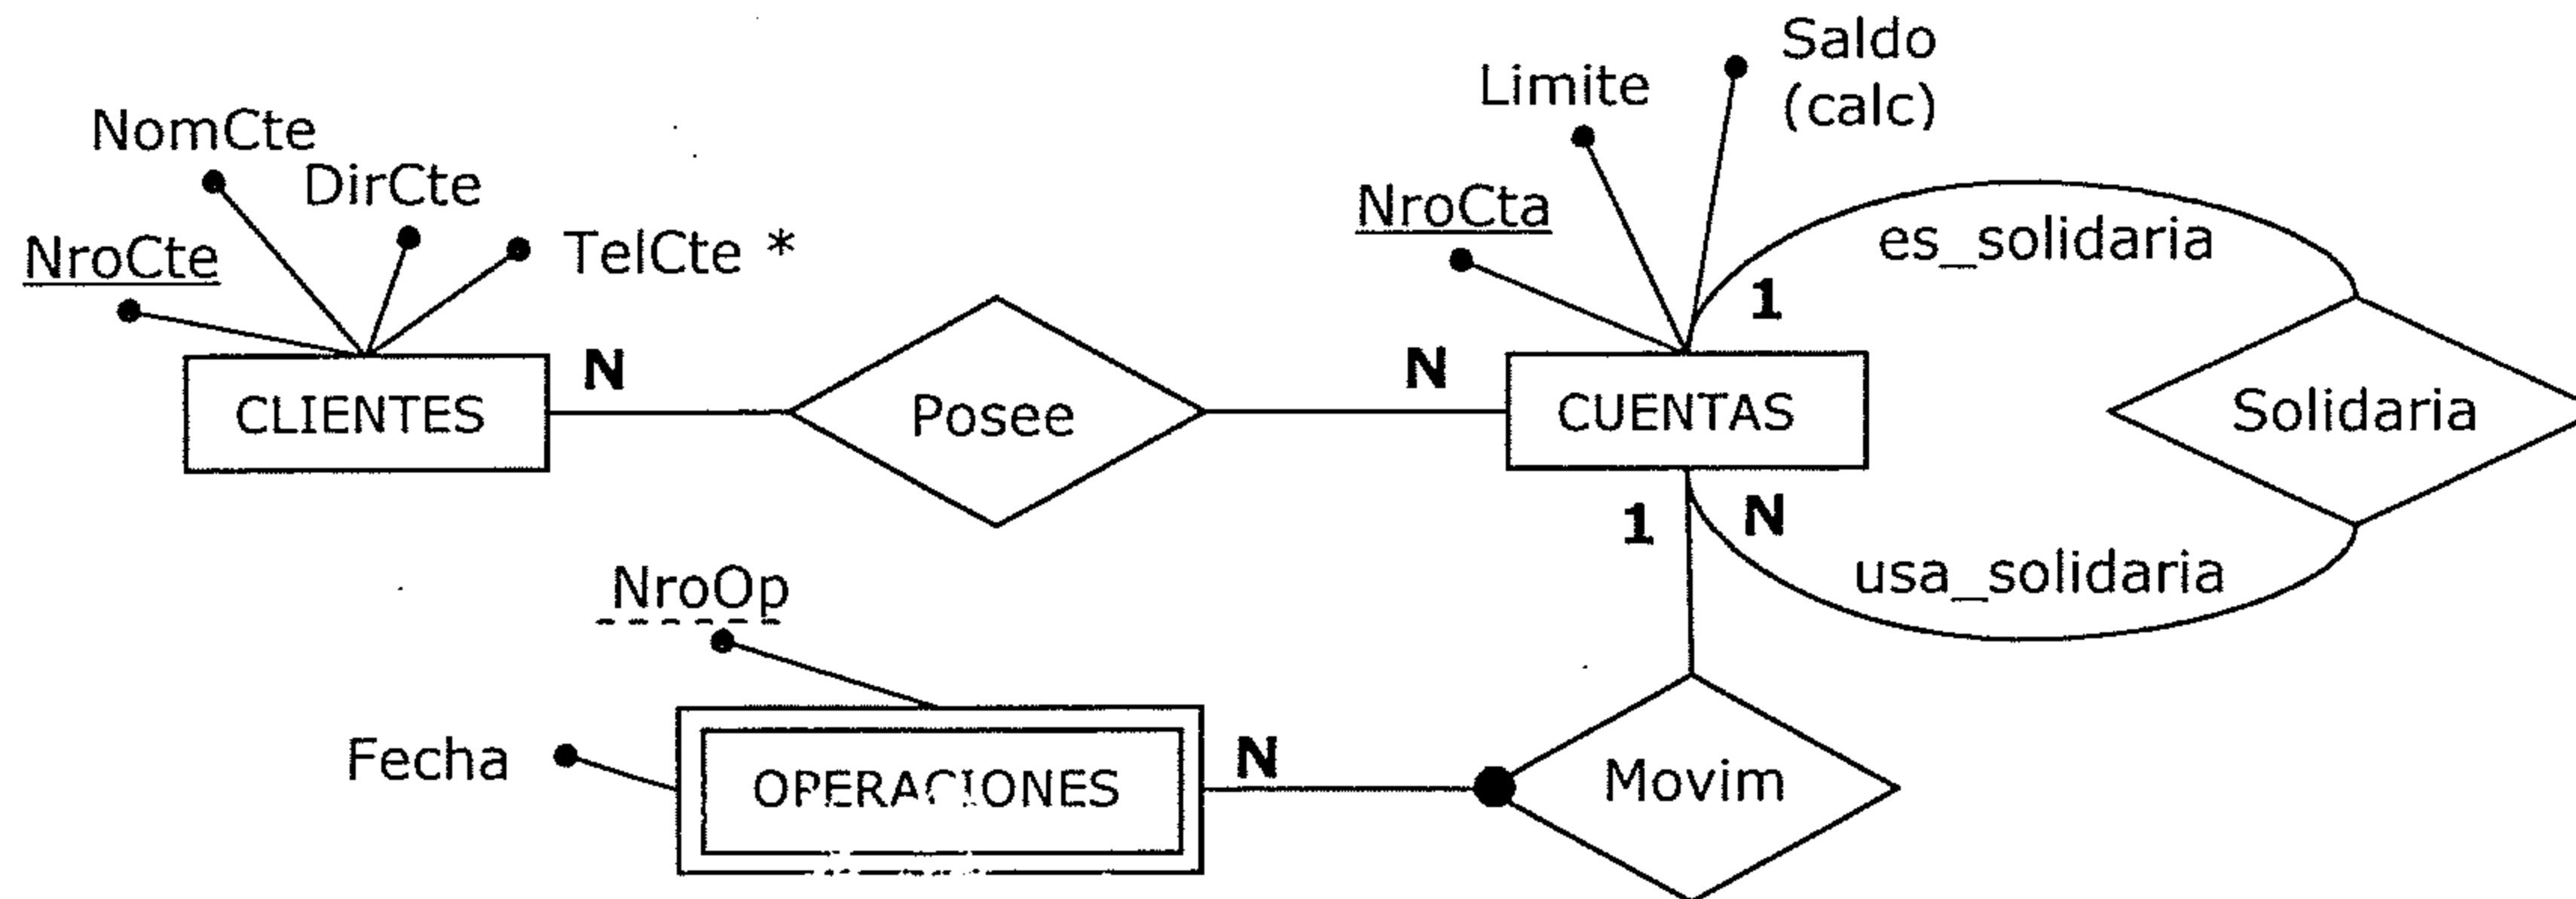 Saldo
(calc)
Limite
NomCte
DirCte
NroCta
TelCte *
NroCte
es_solidaria
1
N
N
CLIENTES
Posee
CUENTAS
Solidaria
1
N
usa_solidaria
NroOp
Fecha
OPERACIONES
N
Movim